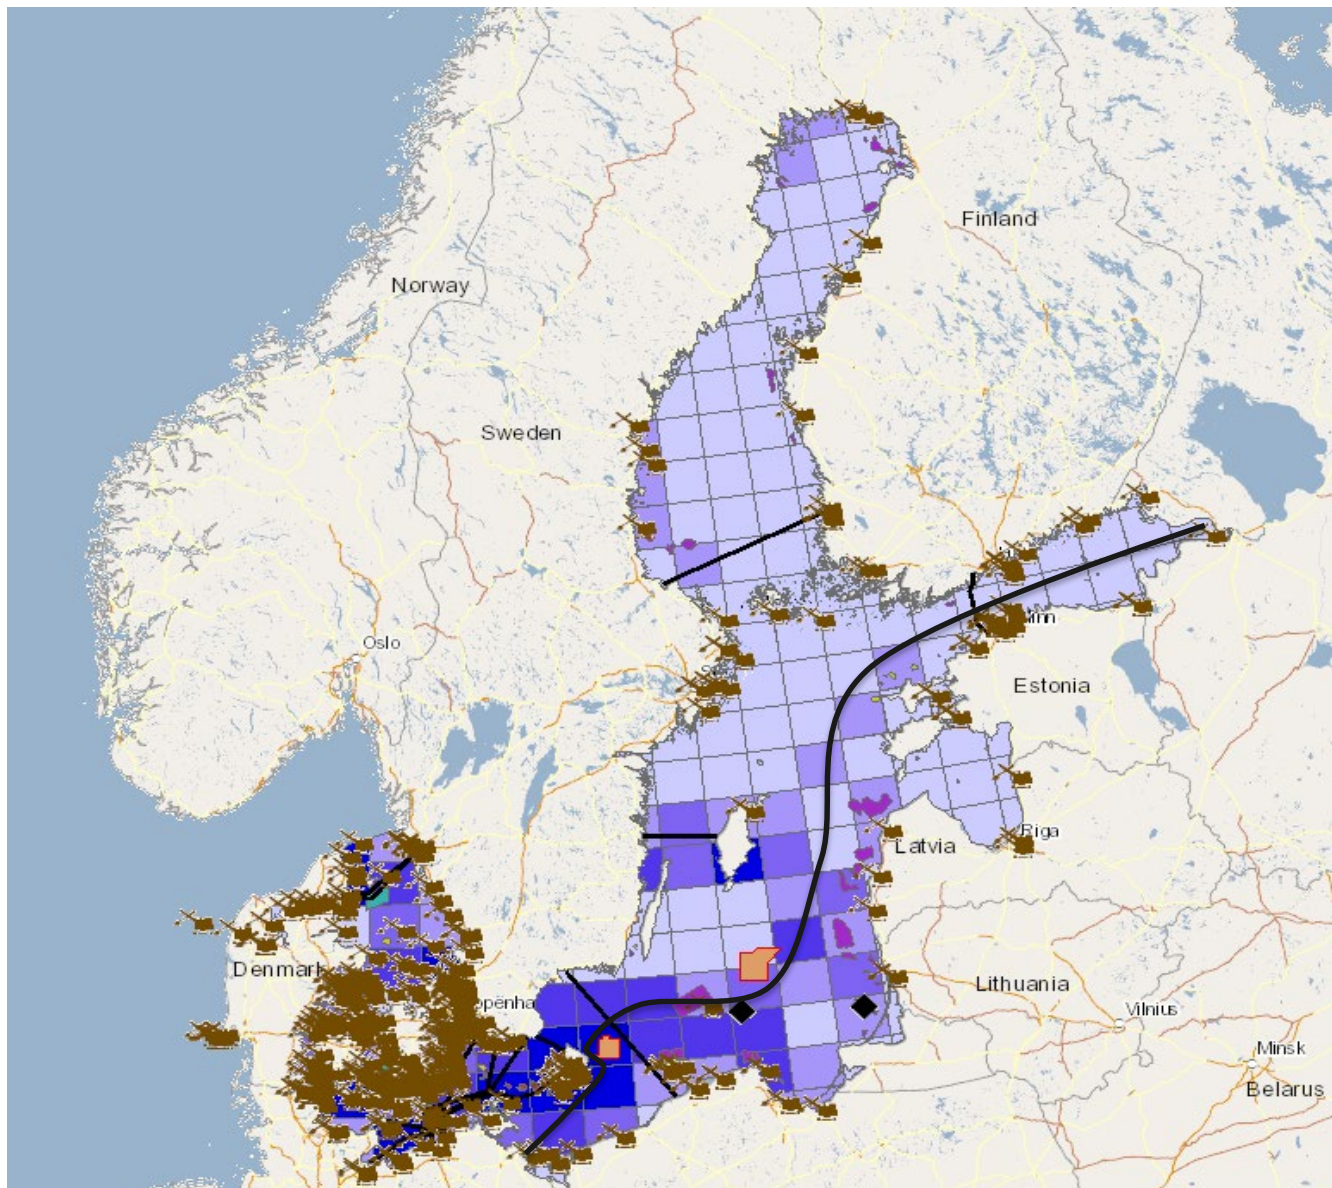 Finland
Norway
Sweden
Oslo
Estonia
Riga
Latvia
Denmark
Lithuania
Vilnius
Minsk
Belarus